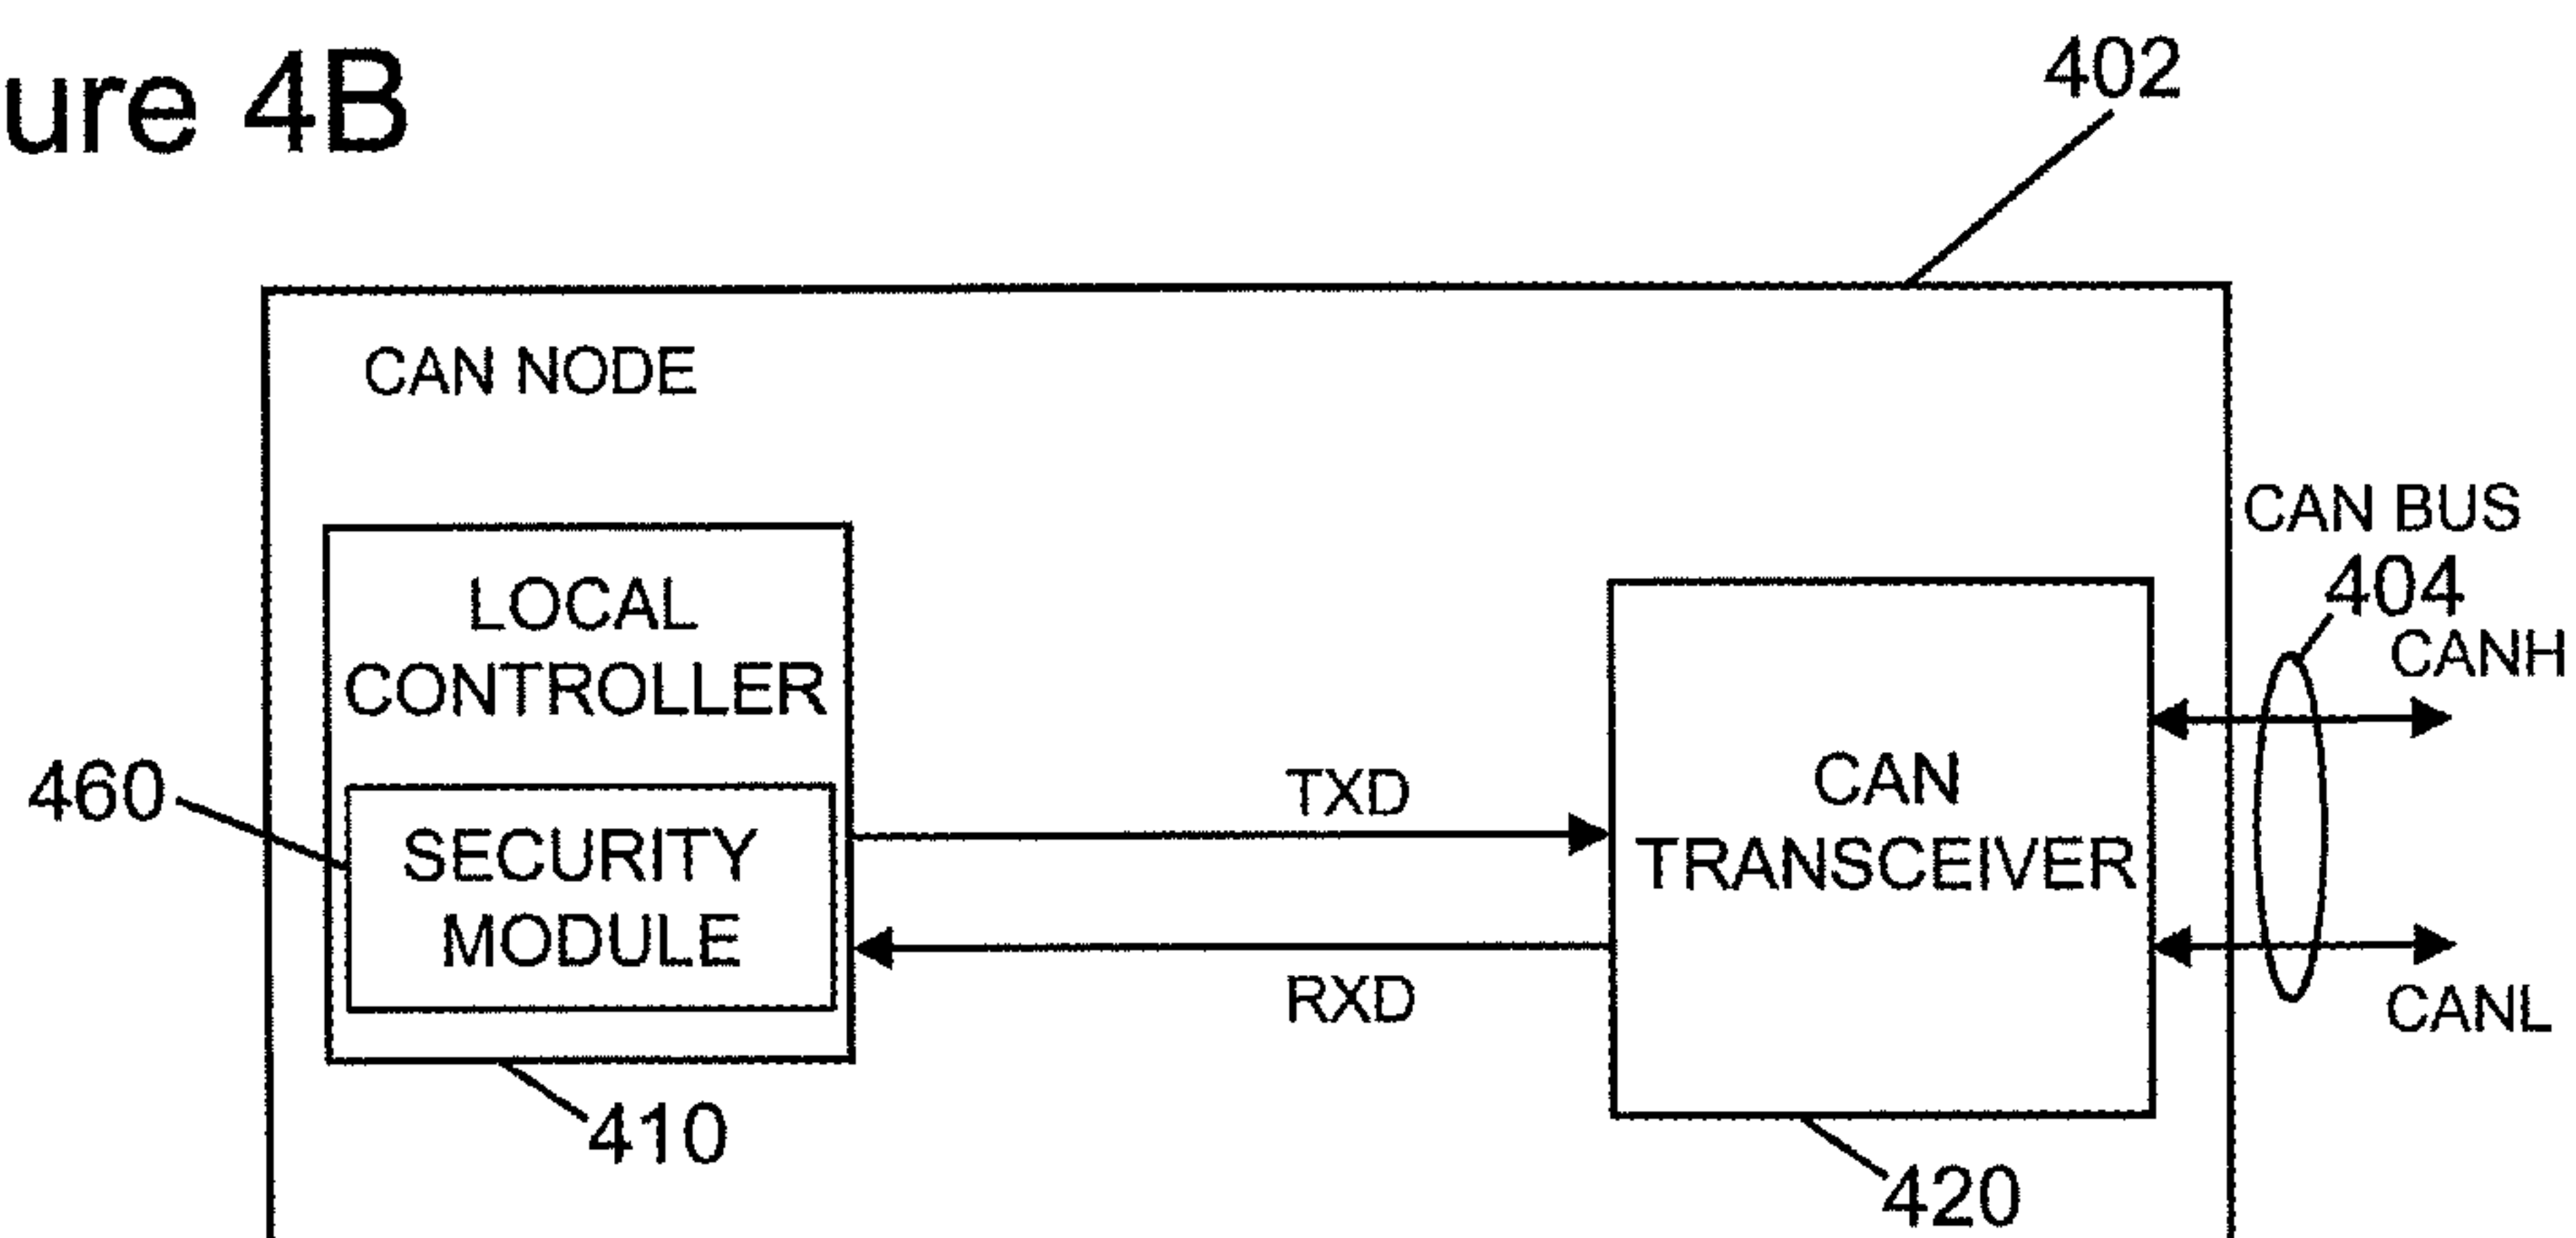 ure 4B
402
CAN NODE
CAN BUS
404
CANH
LOCAL
CONTROLLER
460
SECURITY
MODULE
TXD
RXD
CAN
TRANSCEIVER
CANL
410
420